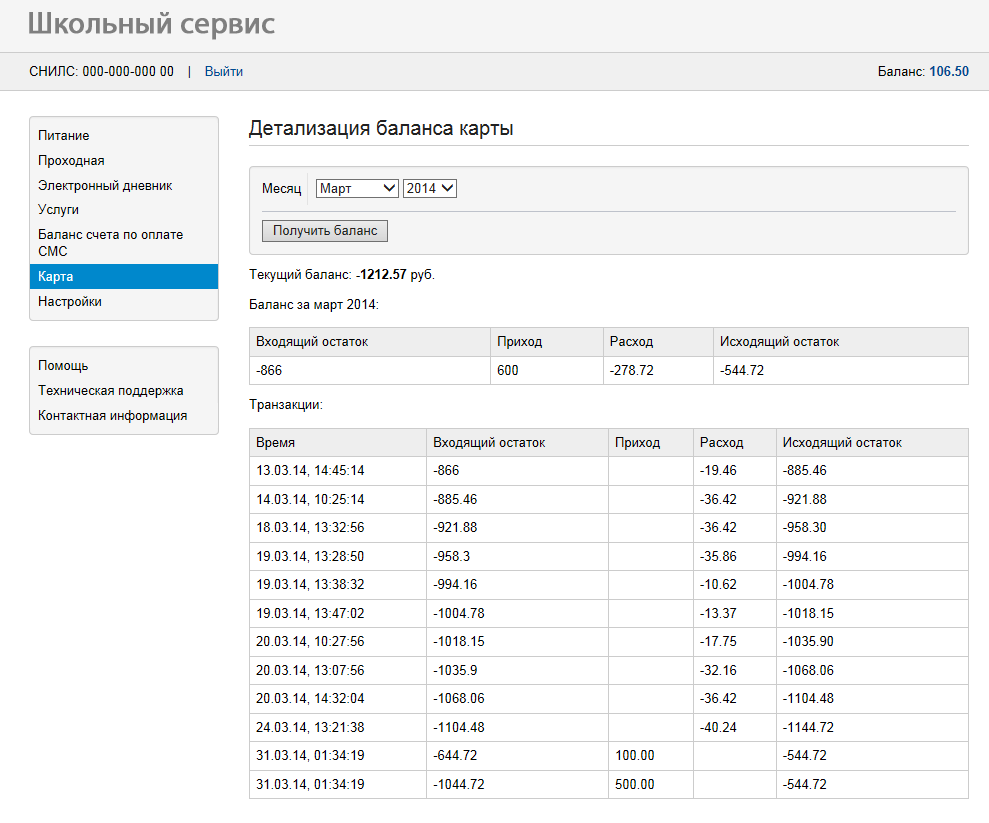 Школьный сервис
СНИЛС: 000-000-000 00 | Выйти Баланс: 106.50
Питание
Проходная
Электронный дневник
Услуги
Баланс счета по оплате
СМС
Карта
Настройки
Помощь
Техническая поддержка
Контактная информация
Детализация баланса карты
Месяц Март 2014
Получить баланс
Текущий баланс: -1212.57 руб.
Баланс за март 2014:
Входящий остаток Приход Расход Исходящий остаток
-866 600 -278.72 -544.72
Транзакции:
Время Входящий остаток Приход Расход Исходящий остаток
13.03.14, 14:45:14 -866 -19.46 -885.46
14.03.14, 10:25:14 -885.46 -36.42 -921.88
18.03.14, 13:32:56 -921.88 -36.42 -958.30
19.03.14, 13:28:50 -958.3 -35.86 -994.16
19.03.14, 13:38:32 -994.16 -10.62 -1004.78
19.03.14, 13:47:02 -1004.78 -13.37 -1018.15
20.03.14, 10:27:56 -1018.15 -17.75 -1035.90
20.03.14, 13:07:56 -1035.9 -32.16 -1068.06
20.03.14, 14:32:04 -1068.06 -36.42 -1104.48
24.03.14, 13:21:38 -1104.48 -40.24 -1144.72
31.03.14, 01:34:19 -644.72 100.00 -544.72
31.03.14, 01:34:19 -1044.72 500.00 -544.72